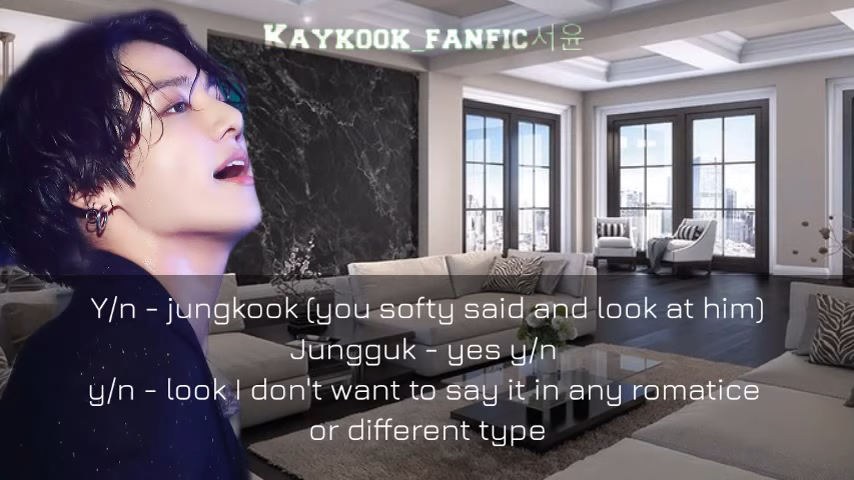 Kaykook_fanfic서윤
Y/n - jungkook (you softy said and look at him)
Jungguk - yes y/n
y/n - look I don't want to say it in any romatice
or different type